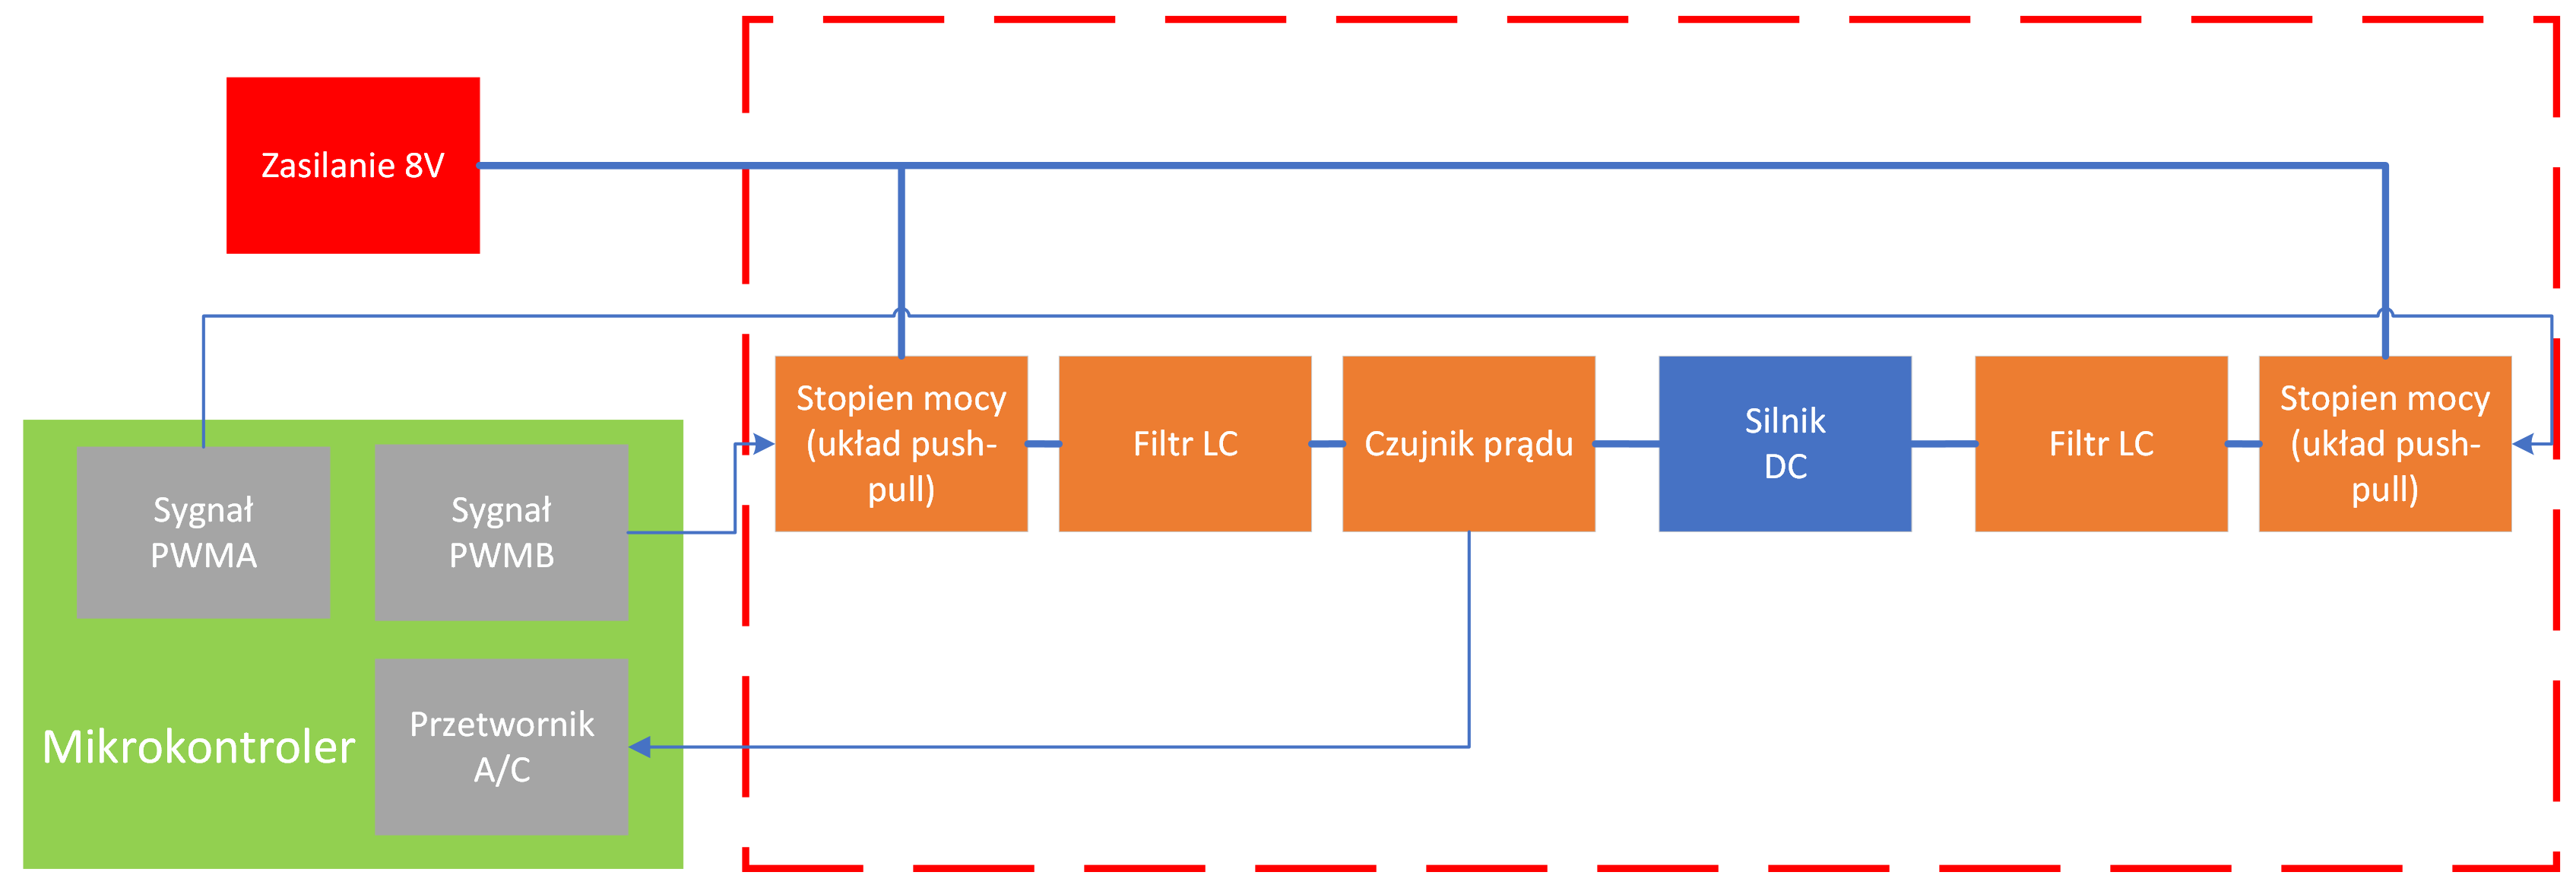 Zasilanie 8V
Stopien mocy
(układ push-
pull)
Filtr LC
Czujnik prądu
Silnik
DC
Filtr LC
Stopien mocy
(układ push-
pull)
Sygnał
PWMA
Sygnał
PWMB
Mikrokontroler
Przetwornik
A/C